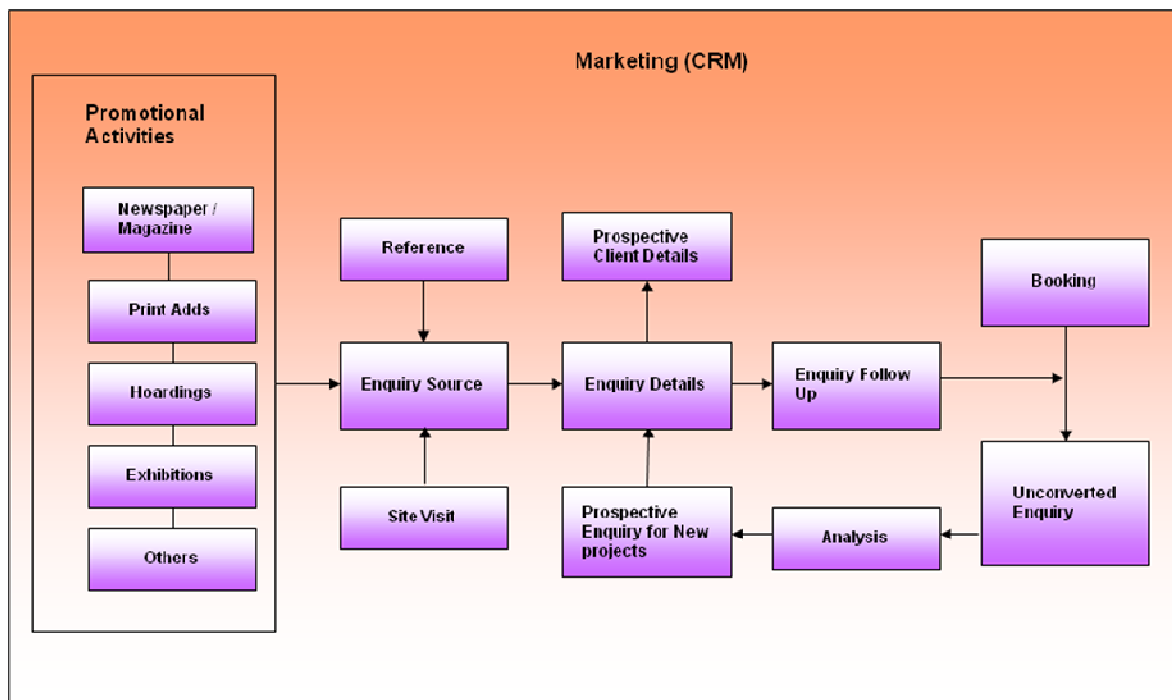 Marketing (CRM)
Promotional
Activities
Newspaper /
Magazine
Print Adds
Hoardings
Exhibitions
Others
Reference
Enquiry Source
Site Visit
Prospective
Client Details
Enquiry Details
Prospective
Enquiry for New
projects
Enquiry Follow
Up
Analysis
Booking
Unconverted
Enquiry